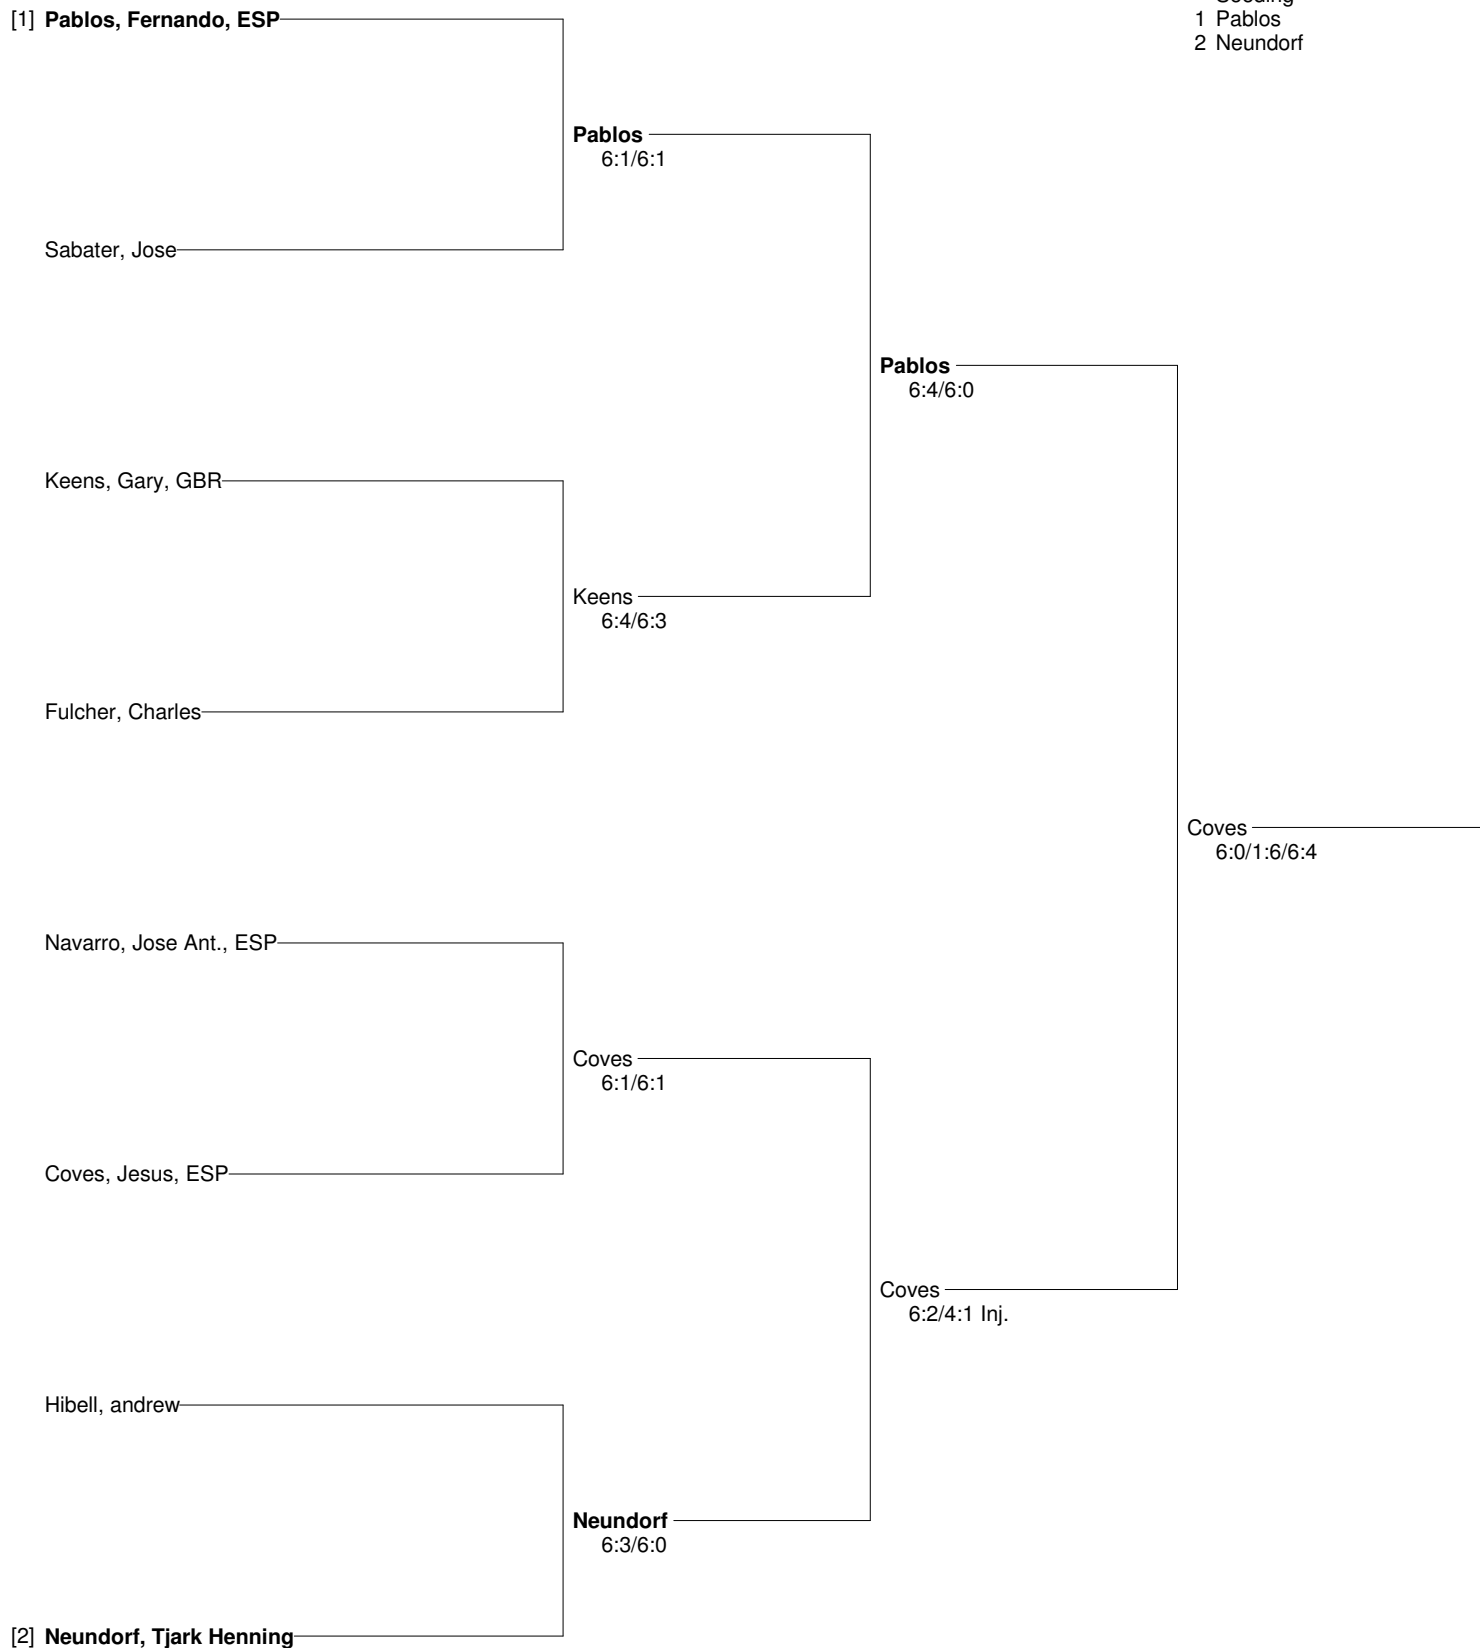 Seeding
1 Pablos
2 Neundorf
[1] Pablos, Fernando, ESP
Pablos
6:1/6:1
Sabater, Jose
Pablos
6:4/6:0
Keens, Gary, GBR
Keens
6:4/6:3
Fulcher, Charles
Coves
6:0/1:6/6:4
Navarro, Jose Ant., ESP
Coves
6:1/6:1
Coves, Jesus, ESP
Coves
6:2/4:1 Inj.
Hibell, andrew
Neundorf
6:3/6:0
[2] Neundorf, Tjark Henning